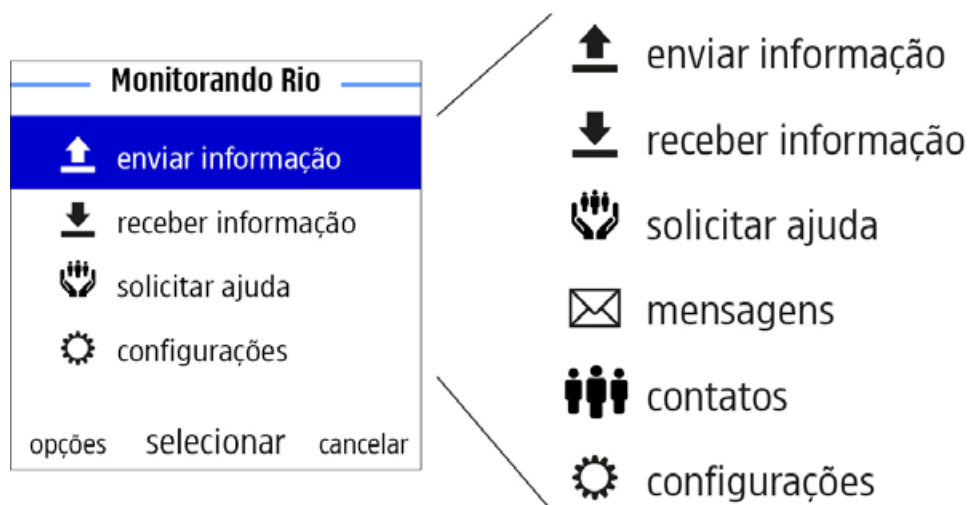 Monitorando Rio
enviar informação
receber informação
solicitar ajuda
configurações
opções selecionar cancelar
enviar informação
receber informação
solicitar ajuda
mensagens
contatos
configurações